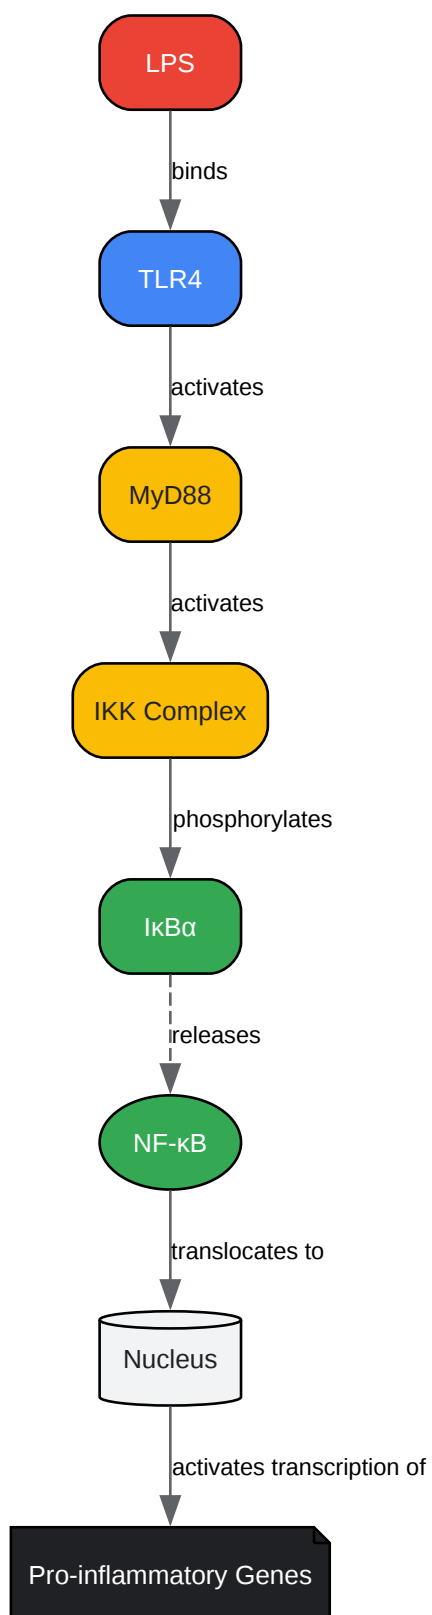 LPS
binds
TLR4
activates
MyD88
activates
IKK Complex
phosphorylates
IκBα
releases
NF-κB
translocates to
Nucleus
activates transcription of
Pro-inflammatory Genes